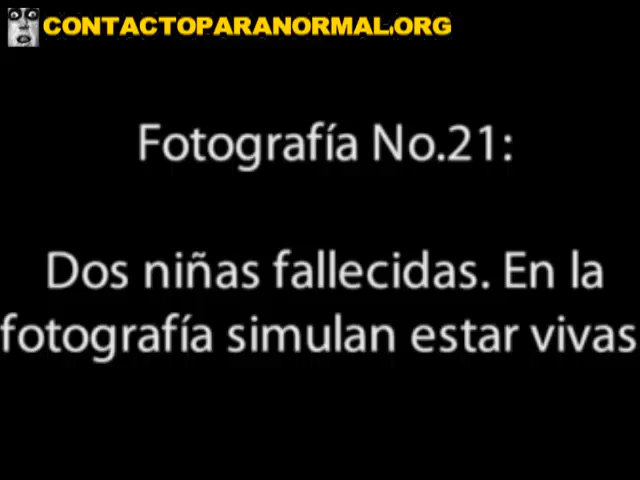 CONTACTOPARANORMAL.ORG
Fotografía No.21:
Dos niñas fallecidas. En la
fotografía simulan estar vivas